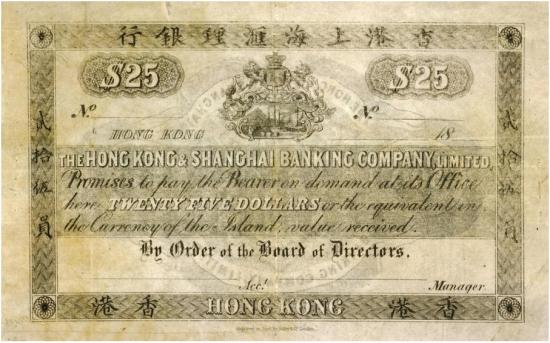 香港上海滙理銀行
$25 $25
No. No.
HONG KONG 18
THE HONG KONG & SHANGHAI BANKING COMPANY, LIMITED,
Promises to pay the Bearer on demand at its Office
here TWENTY FIVE DOLLARS or the equivalent in
the Currency of the Island, value received.
By Order of the Board of Directors.
Acct. Manager
香港 HONG KONG 香港
貳拾伍員
貳拾伍員